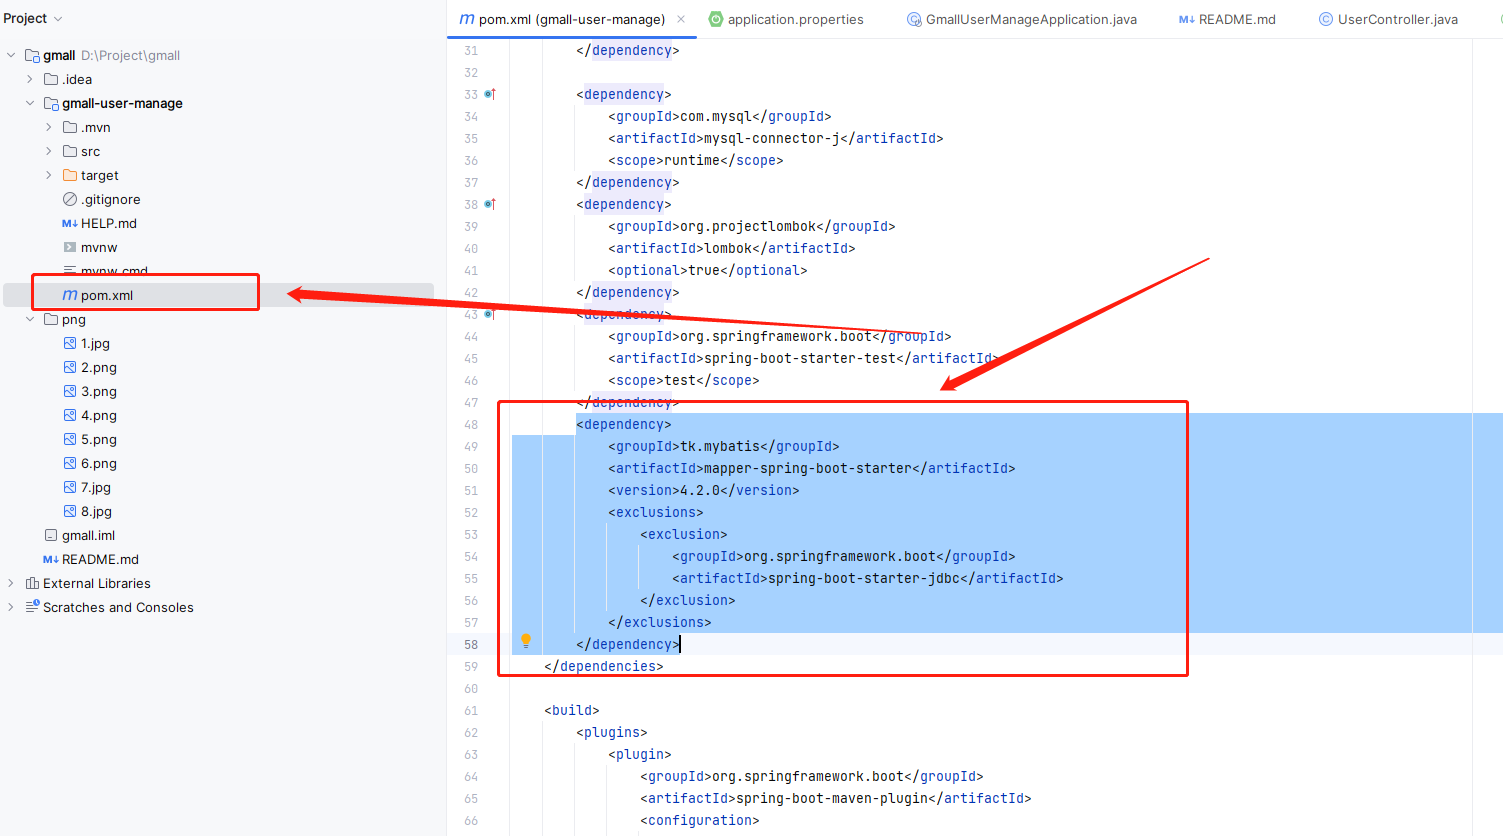 Project
pom.xml (gmall-user-manage)
application.properties
GmallUserManageApplication.java
README.md
UserController.java
gmall D:\Project\gmall
.idea
gmall-user-manage
.mvn
src
target
.gitignore
HELP.md
mvnw
mvnw.cmd
pom.xml
png
1.jpg
2.png
3.png
4.png
5.png
6.png
7.jpg
8.jpg
gmall.iml
README.md
External Libraries
Scratches and Consoles
31 </dependency>
32
33 <dependency>
34 <groupId>com.mysql</groupId>
35 <artifactId>mysql-connector-j</artifactId>
36 <scope>runtime</scope>
37 </dependency>
38 <dependency>
39 <groupId>org.projectlombok</groupId>
40 <artifactId>lombok</artifactId>
41 <optional>true</optional>
42 </dependency>
43 <dependency>
44 <groupId>org.springframework.boot</groupId>
45 <artifactId>spring-boot-starter-test</artifactId>
46 <scope>test</scope>
47 </dependency>
48 <dependency>
49 <groupId>tk.mybatis</groupId>
50 <artifactId>mapper-spring-boot-starter</artifactId>
51 <version>4.2.0</version>
52 <exclusions>
53 <exclusion>
54 <groupId>org.springframework.boot</groupId>
55 <artifactId>spring-boot-starter-jdbc</artifactId>
56 </exclusion>
57 </exclusions>
58 </dependency>
59 </dependencies>
60
61 <build>
62 <plugins>
63 <plugin>
64 <groupId>org.springframework.boot</groupId>
65 <artifactId>spring-boot-maven-plugin</artifactId>
66 <configuration>